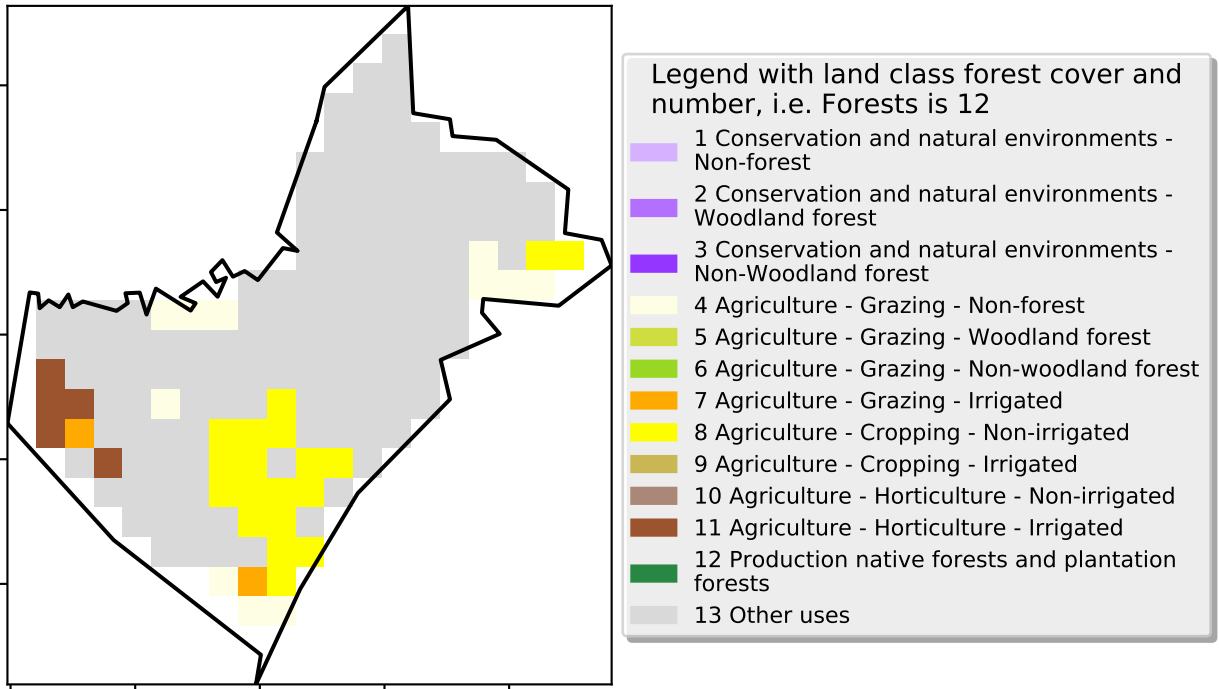 Legend with land class forest cover and
number, i.e. Forests is 12
1 Conservation and natural environments -
Non-forest
2 Conservation and natural environments -
Woodland forest
3 Conservation and natural environments -
Non-Woodland forest
4 Agriculture - Grazing - Non-forest
5 Agriculture - Grazing - Woodland forest
6 Agriculture - Grazing - Non-woodland forest
7 Agriculture - Grazing - Irrigated
8 Agriculture - Cropping - Non-irrigated
9 Agriculture - Cropping - Irrigated
10 Agriculture - Horticulture - Non-irrigated
11 Agriculture - Horticulture - Irrigated
12 Production native forests and plantation
forests
13 Other uses